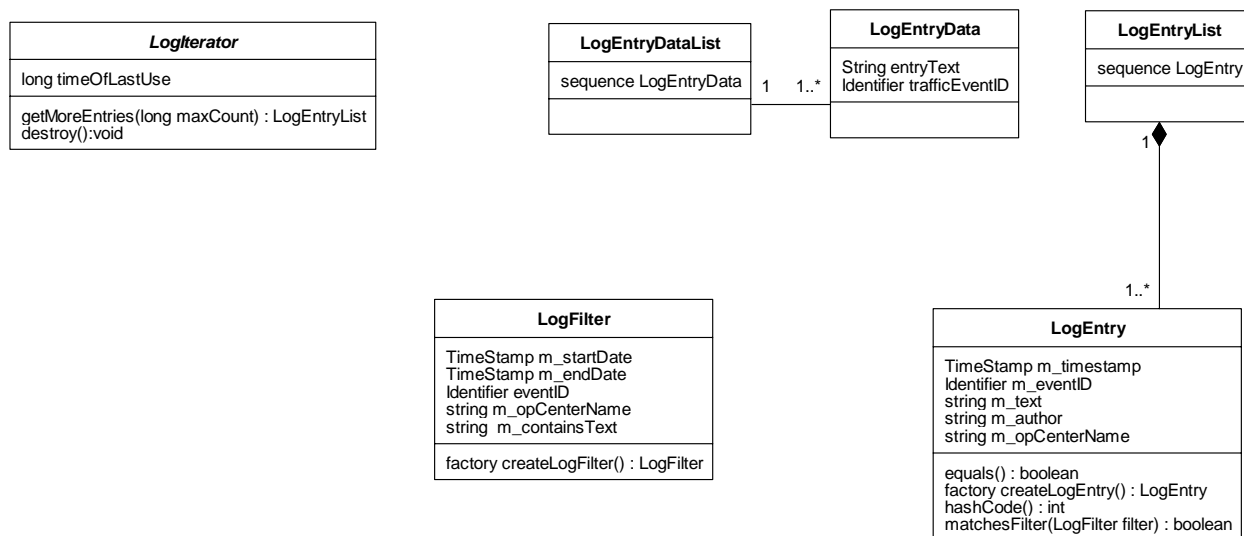 LogIterator
long timeOfLastUse
getMoreEntries(long maxCount) : LogEntryList
destroy():void
LogEntryDataList
sequence LogEntryData
1
1..*
LogEntryData
String entryText
Identifier trafficEventID
LogEntryList
sequence LogEntry
1
1..*
LogFilter
TimeStamp m_startDate
TimeStamp m_endDate
Identifier eventID
string m_opCenterName
string m_containsText
factory createLogFilter() : LogFilter
LogEntry
TimeStamp m_timestamp
Identifier m_eventID
string m_text
string m_author
string m_opCenterName
equals() : boolean
factory createLogEntry() : LogEntry
hashCode() : int
matchesFilter(LogFilter filter) : boolean